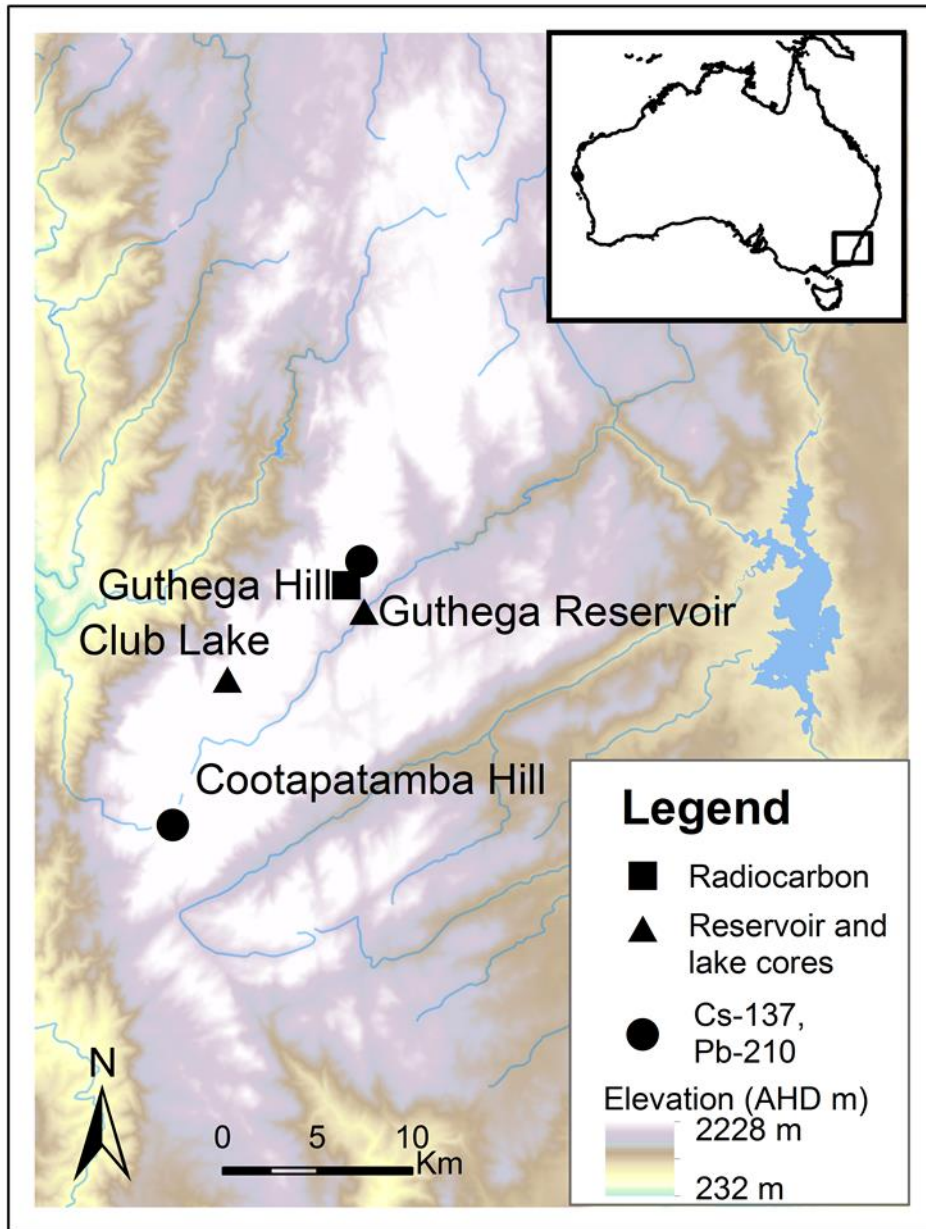 Guthega Hill
Guthega Reservoir
Club Lake
Cootapatamba Hill
Legend
Radiocarbon
Reservoir and
lake cores
Cs-137,
Pb-210
Elevation (AHD m)
2228 m
232 m
N
0 5 10
Km